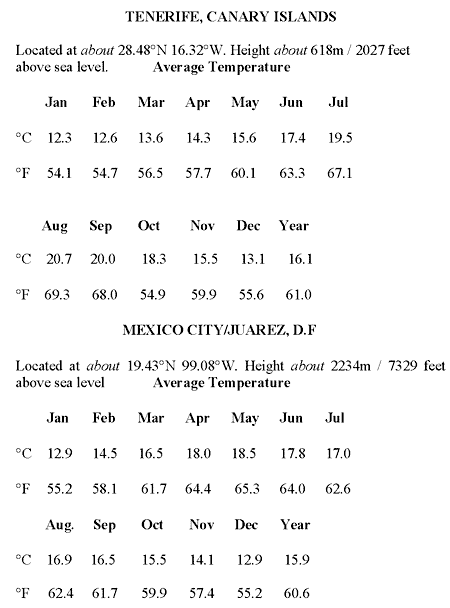 TENERIFE, CANARY ISLANDS
Located at about 28.48°N 16.32°W. Height about 618m / 2027 feet
above sea level. Average Temperature
Jan Feb Mar Apr May Jun Jul
°C 12.3 12.6 13.6 14.3 15.6 17.4 19.5
°F 54.1 54.7 56.5 57.7 60.1 63.3 67.1
Aug Sep Oct Nov Dec Year
°C 20.7 20.0 18.3 15.5 13.1 16.1
°F 69.3 68.0 54.9 59.9 55.6 61.0
MEXICO CITY/JUAREZ, D.F
Located at about 19.43°N 99.08°W. Height about 2234m / 7329 feet
above sea level Average Temperature
Jan Feb Mar Apr May Jun Jul
°C 12.9 14.5 16.5 18.0 18.5 17.8 17.0
°F 55.2 58.1 61.7 64.4 65.3 64.0 62.6
Aug. Sep Oct Nov Dec Year
°C 16.9 16.5 15.5 14.1 12.9 15.9
°F 62.4 61.7 59.9 57.4 55.2 60.6